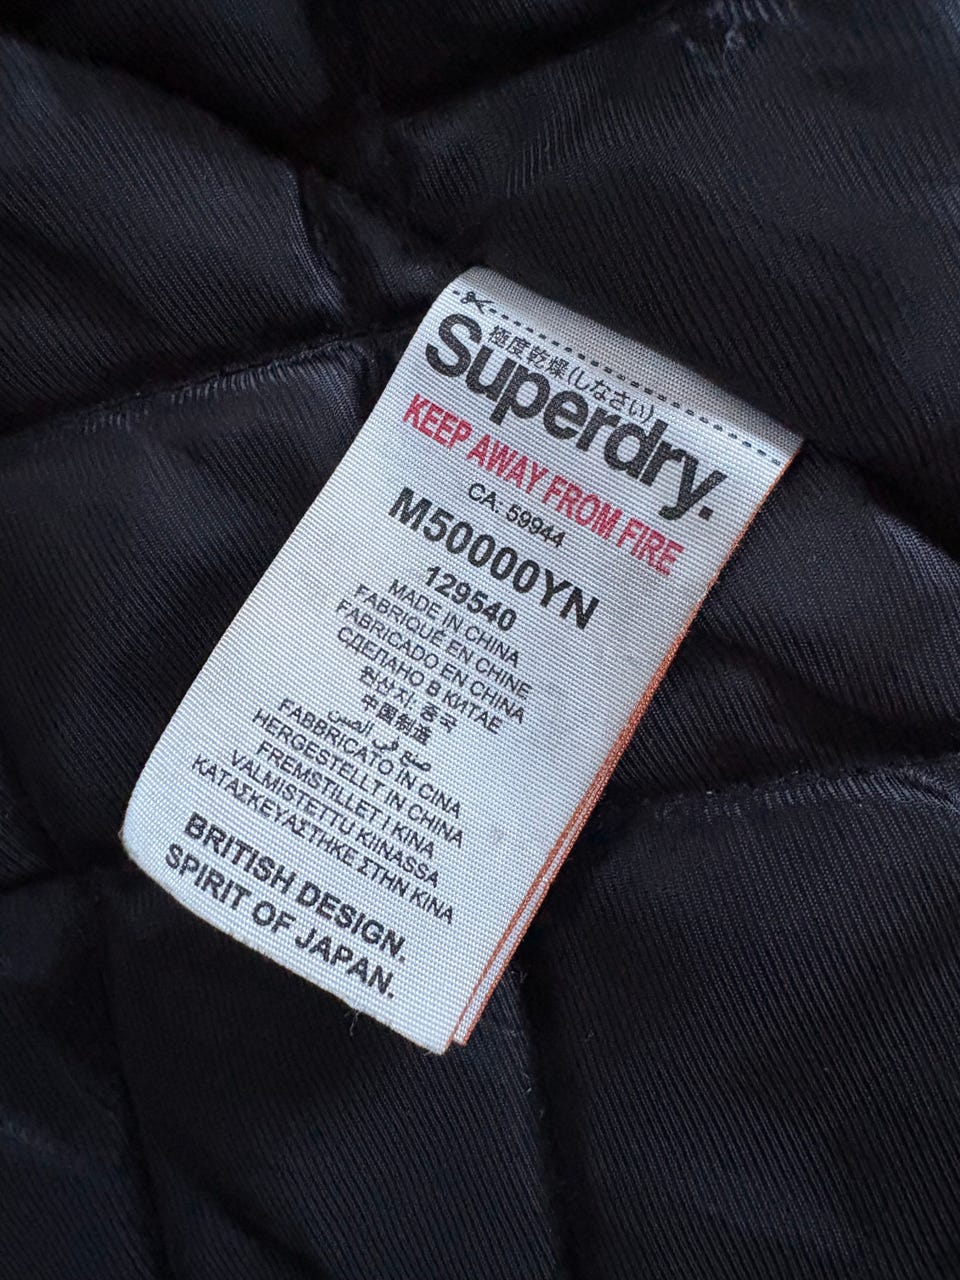 極度乾燥(しなさい)
Superdry.
KEEP AWAY FROM FIRE
CA. 59944
M50000YN
129540
MADE IN CHINA
FABRIQUÉ EN CHINE
FABRICADO EN CHINA
СДЕЛАНО В КИТАЕ
원산지: 중국
中国制造
صنع في الصين
FABBRICATO IN CINA
HERGESTELLT IN CHINA
FREMSTILLET I KINA
VALMISTETTU KIINASSA
ΚΑΤΑΣΚΕΥΑΣΤΗΚΕ ΣΤΗΝ ΚΙΝΑ
BRITISH DESIGN.
SPIRIT OF JAPAN.